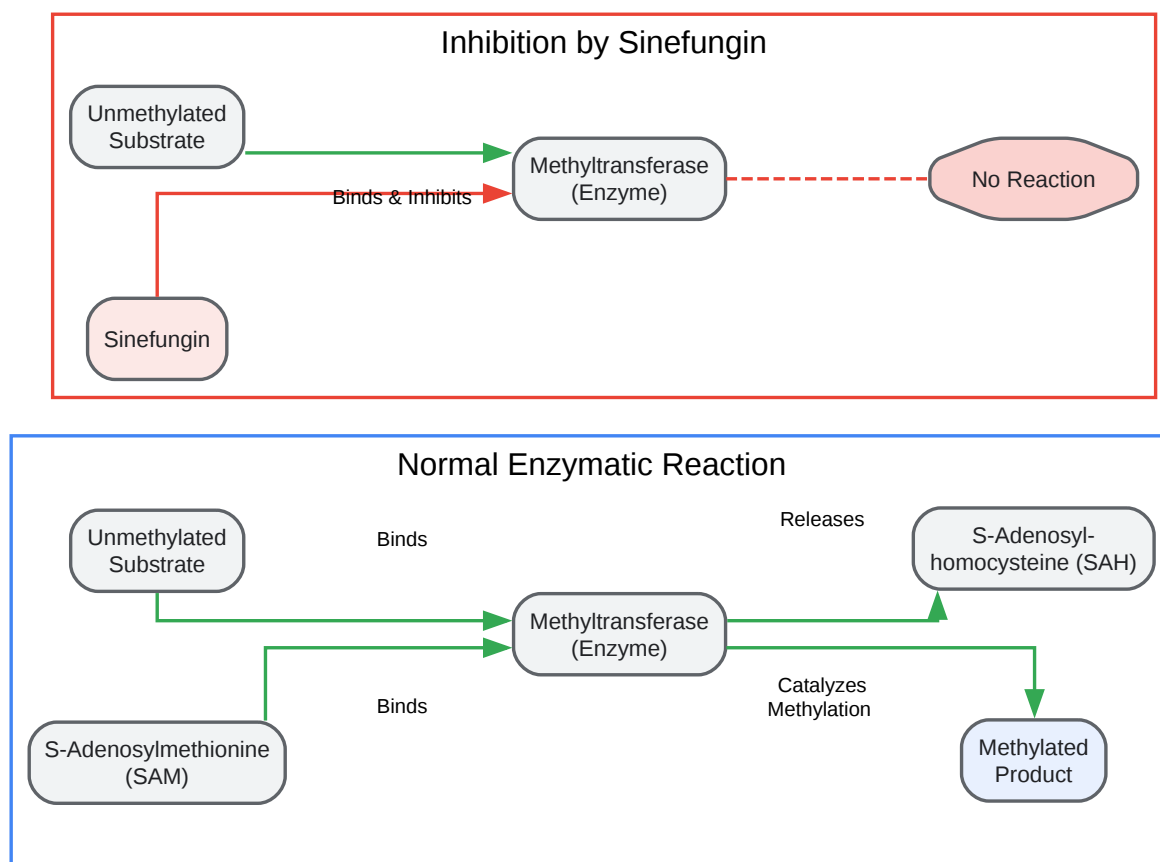 Inhibition by Sinefungin
Unmethylated
Substrate
Methyltransferase
(Enzyme)
No Reaction
Binds & Inhibits
Sinefungin
Normal Enzymatic Reaction
Unmethylated
Substrate
Binds
Releases
S-Adenosyl-
homocysteine (SAH)
Methyltransferase
(Enzyme)
Binds
Catalyzes
Methylation
S-Adenosylmethionine
(SAM)
Methylated
Product